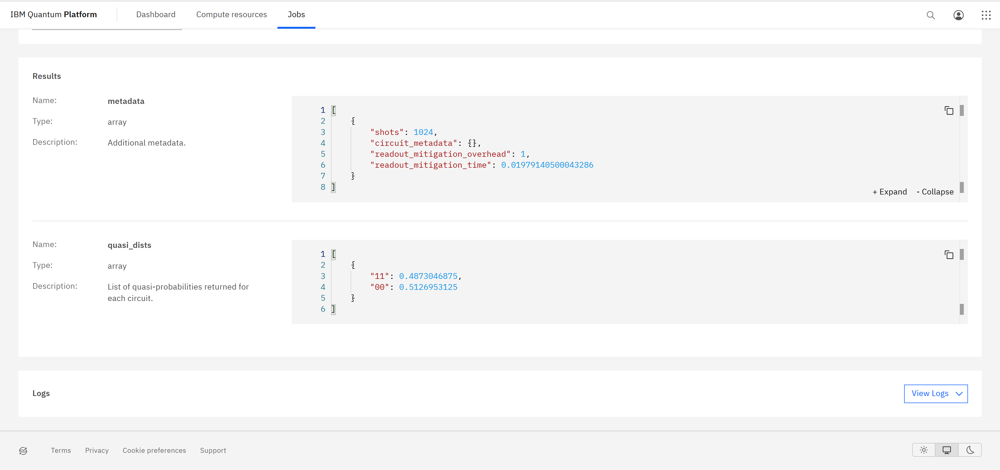 IBM Quantum Platform Dashboard Compute resources Jobs
Results
Name: metadata
Type: array
Description: Additional metadata.
1 [
2 {
3 "shots": 1024,
4 "circuit_metadata": {},
5 "readout_mitigation_overhead": 1,
6 "readout_mitigation_time": 0.01979140500043286
7 }
8 ]
+ Expand - Collapse
Name: quasi_dists
Type: array
Description: List of quasi-probabilities returned for
each circuit.
1 [
2 {
3 "11": 0.4873046875,
4 "00": 0.5126953125
5 }
6 ]
Logs
View Logs
Terms Privacy Cookie preferences Support